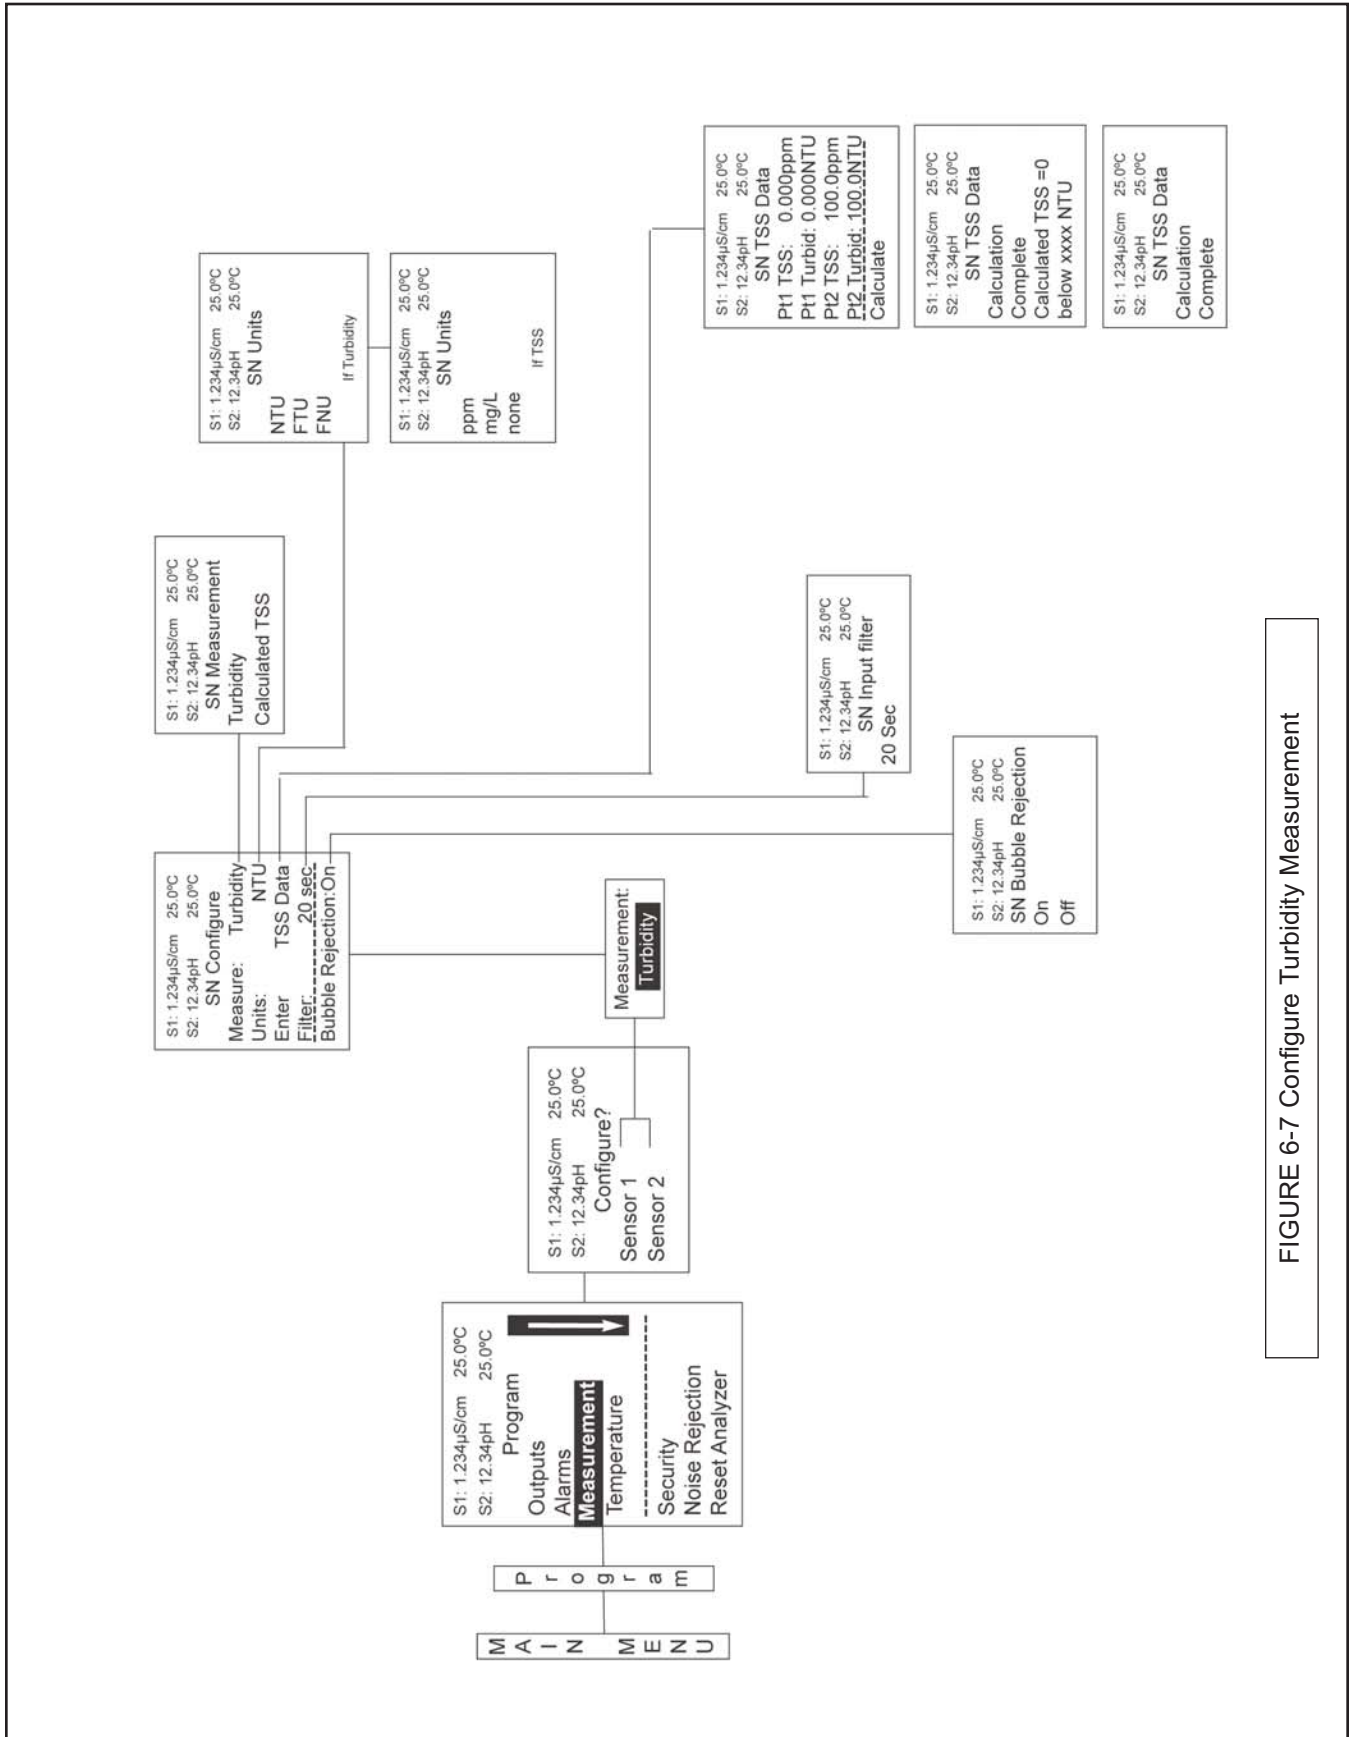 MAIN MENU
Program
S1: 1.234µS/cm 25.0ºC
S2: 12.34pH 25.0ºC
Program
Outputs
Alarms
Measurement
Temperature
Security
Noise Rejection
Reset Analyzer
S1: 1.234µS/cm 25.0ºC
S2: 12.34pH 25.0ºC
Configure?
Sensor 1
Sensor 2
Measurement:
Turbidity
S1: 1.234µS/cm 25.0ºC
S2: 12.34pH 25.0ºC
SN Configure
Measure: Turbidity
Units: NTU
Enter TSS Data
Filter: 20 sec
Bubble Rejection:On
S1: 1.234µS/cm 25.0ºC
S2: 12.34pH 25.0ºC
SN Measurement
Turbidity
Calculated TSS
S1: 1.234µS/cm 25.0ºC
S2: 12.34pH 25.0ºC
SN Units
NTU
FTU
FNU
If Turbidity
S1: 1.234µS/cm 25.0ºC
S2: 12.34pH 25.0ºC
SN Units
ppm
mg/L
none
If TSS
S1: 1.234µS/cm 25.0ºC
S2: 12.34pH 25.0ºC
SN TSS Data
Pt1 TSS: 0.000ppm
Pt1 Turbid: 0.000NTU
Pt2 TSS: 100.0ppm
Pt2 Turbid: 100.0NTU
Calculate
S1: 1.234µS/cm 25.0ºC
S2: 12.34pH 25.0ºC
SN TSS Data
Calculation
Complete
Calculated TSS =0
below xxxx NTU
S1: 1.234µS/cm 25.0ºC
S2: 12.34pH 25.0ºC
SN TSS Data
Calculation
Complete
S1: 1.234µS/cm 25.0ºC
S2: 12.34pH 25.0ºC
SN Input filter
20 Sec
S1: 1.234µS/cm 25.0ºC
S2: 12.34pH 25.0ºC
SN Bubble Rejection
On
Off
FIGURE 6-7 Configure Turbidity Measurement